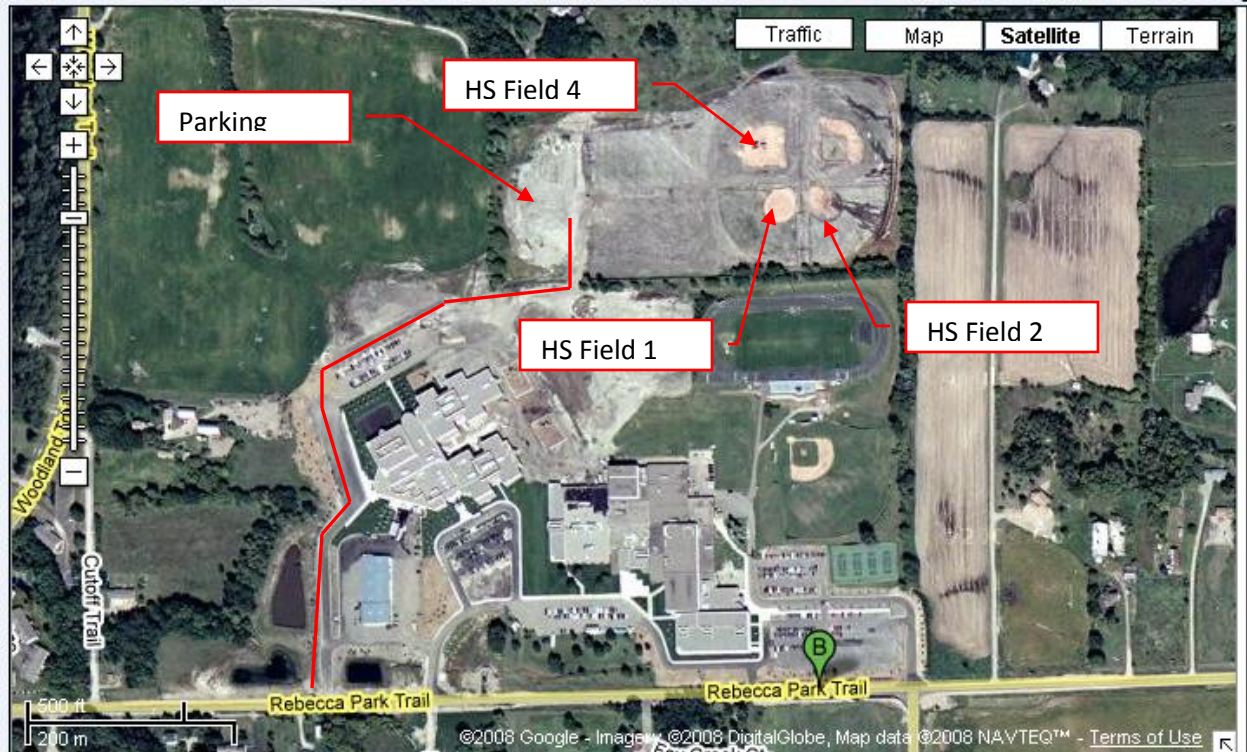 Traffic
Map
Satellite
Terrain
HS Field 4
Parking
HS Field 1
HS Field 2
Woodland
Cutoff Trail
B
Rebecca Park Trail
Rebecca Park Trail
500 ft
200 m
©2008 Google - Imagery ©2008 DigitalGlobe, Map data ©2008 NAVTEQ™ - Terms of Use